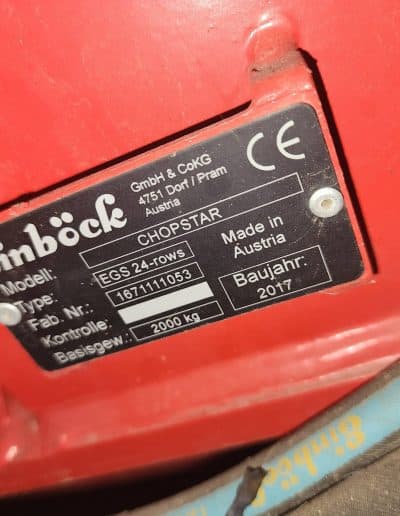 inböck
GmbH & CoKG
4751 Dorf / Pram
Austria
CE
Modell: CHOPSTAR
Type: EGS 24-rows
Fab Nr.: 1671111053
Kontrolle:
Basisgew.: 2000 kg
Made in
Austria
Baujahr:
2017
Einböck